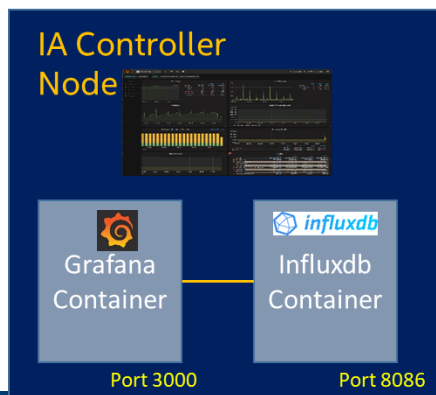 IA Controller
Node
influxdb
Grafana
Container
Influxdb
Container
Port 3000
Port 8086